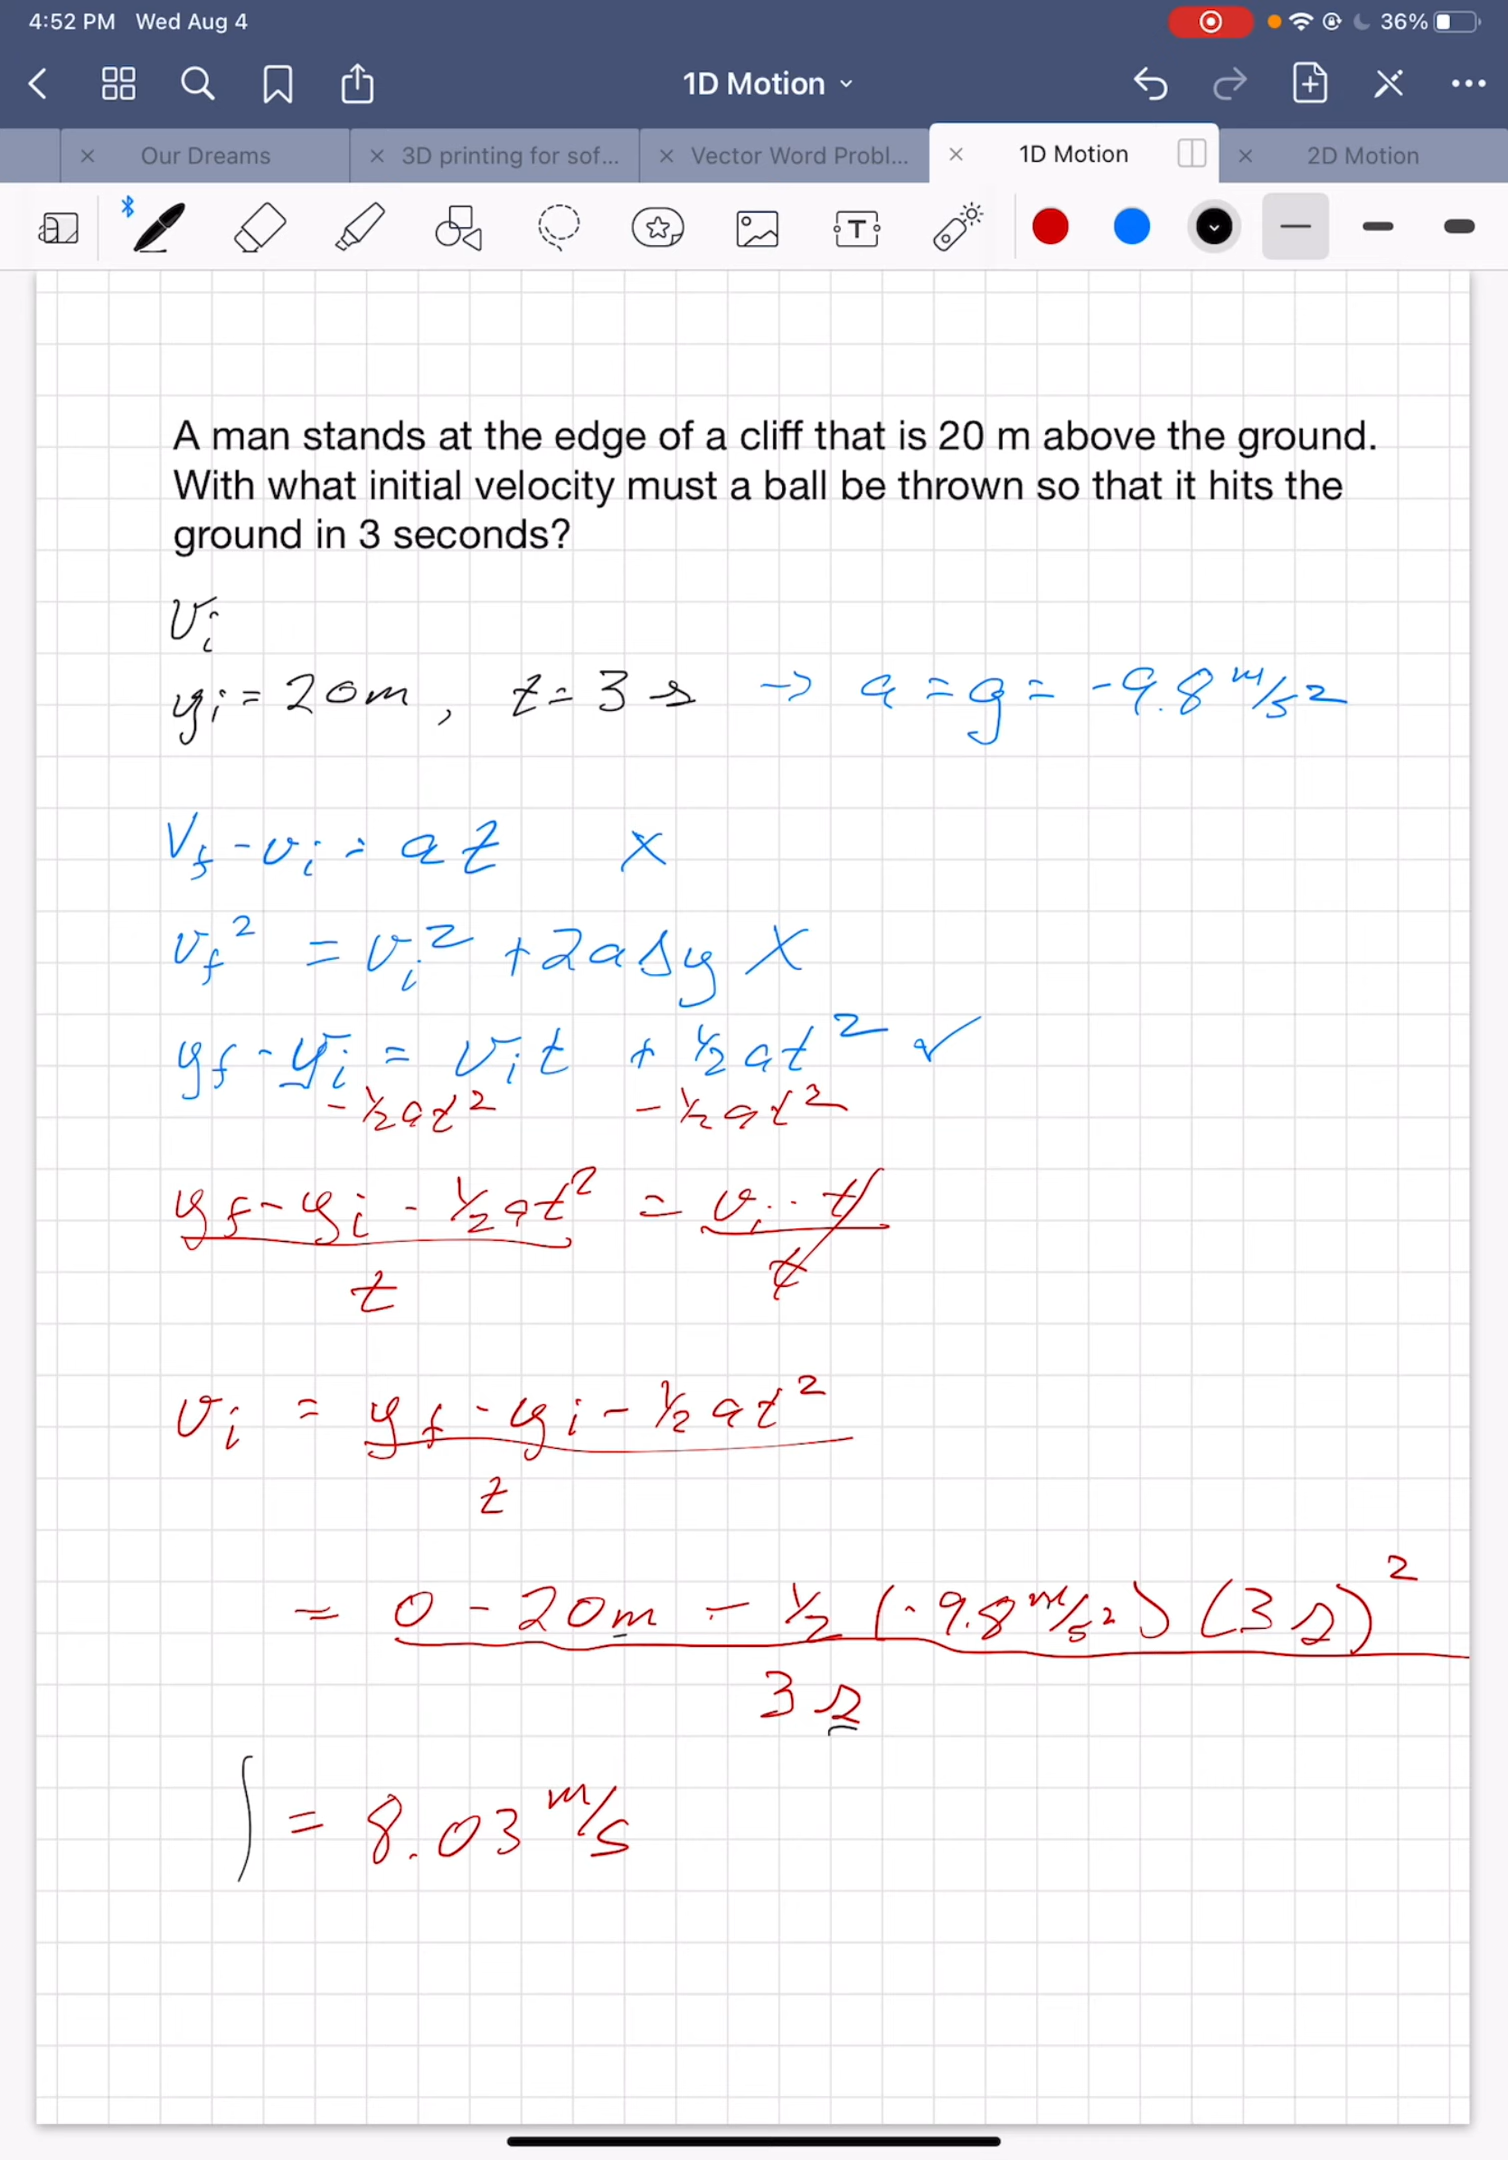 4:52 PM Wed Aug 4 36%
1D Motion
Our Dreams 3D printing for sof... Vector Word Probl... 1D Motion 2D Motion
T
A man stands at the edge of a cliff that is 20 m above the ground.
With what initial velocity must a ball be thrown so that it hits the
ground in 3 seconds?
vi
yi = 20m, t = 3 s → a = g = -9.8 m/s²
Vf - vi = at X
vf² = vi² + 2aΔy X
yf - yi = vit + ½at² ✓
-½at² -½at²
yf - yi - ½at² = vi · t
t t
vi = yf - yi - ½at²
t
= 0 - 20m - ½ (-9.8 m/s²) (3 s)²
3 s
= 8.03 m/s